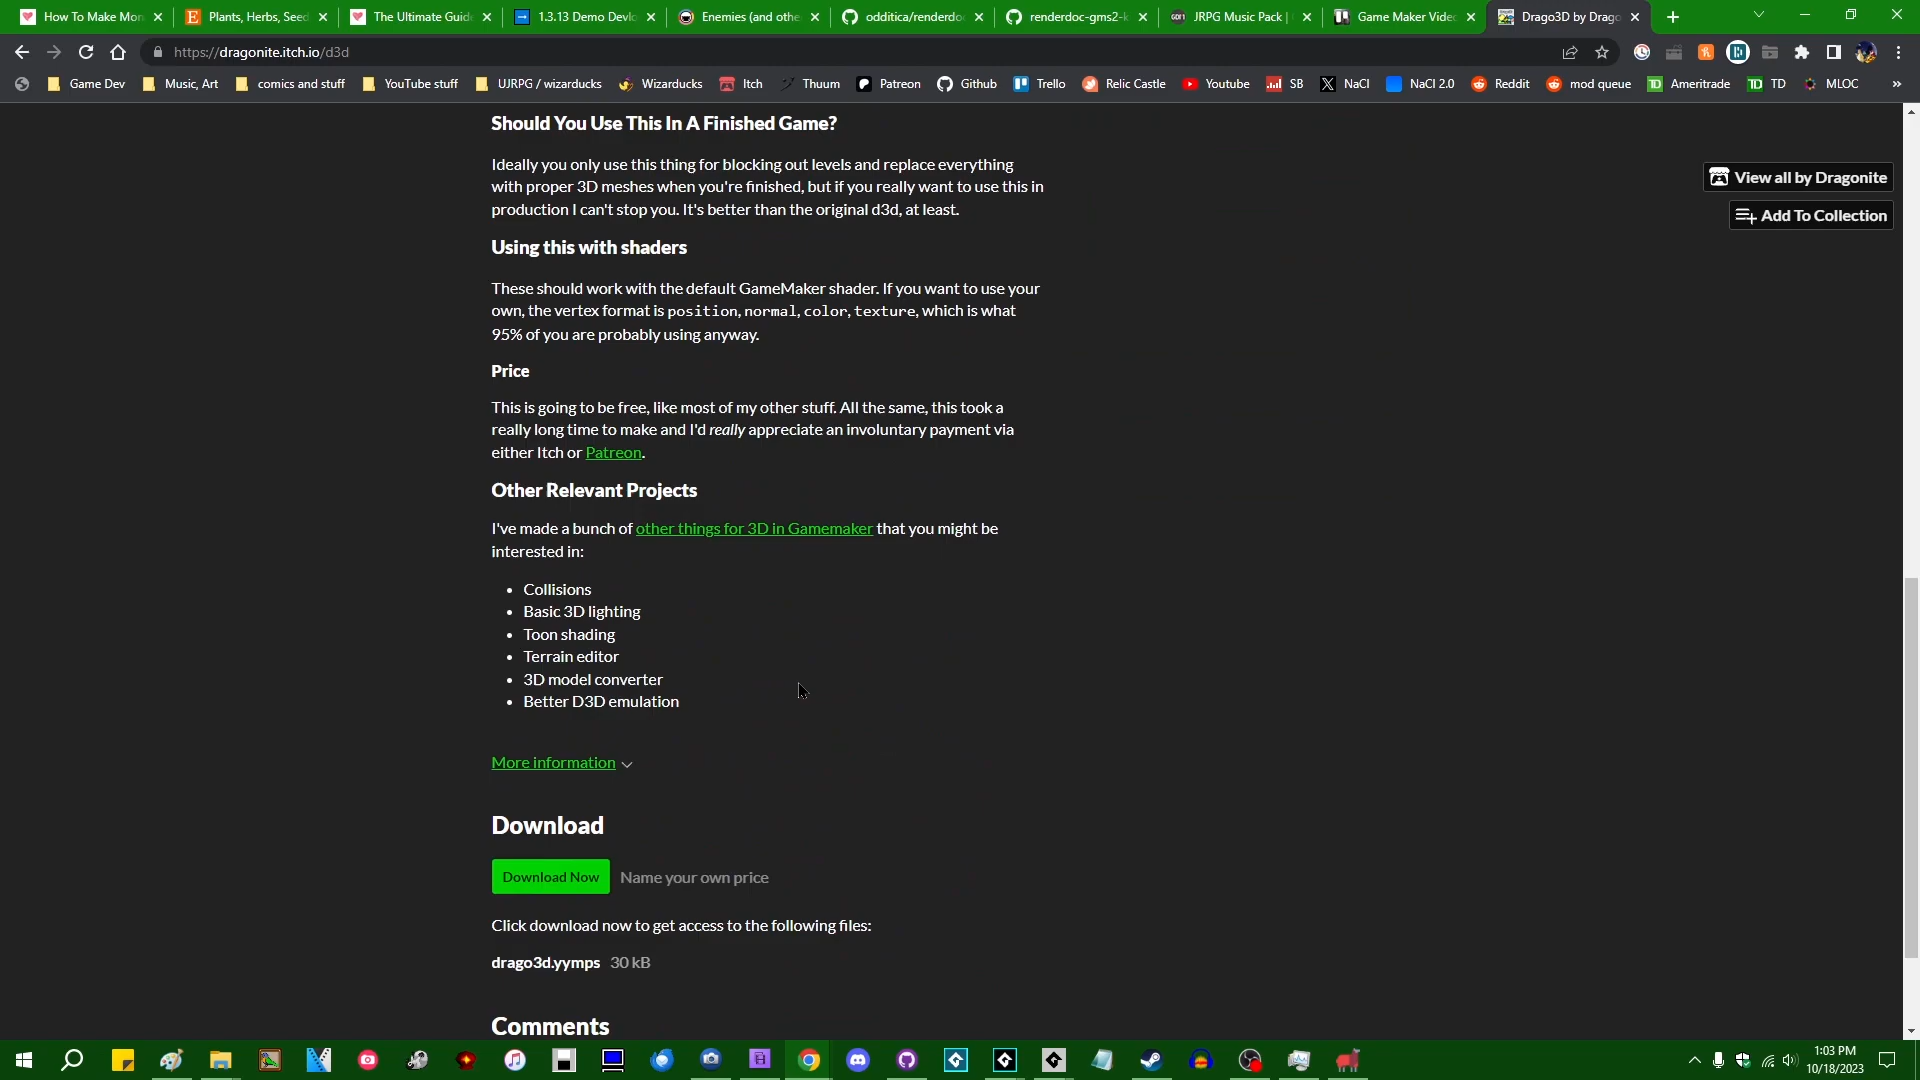 How To Make Mon
Plants, Herbs, Seed
The Ultimate Guide
1.3.13 Demo Devlo
Enemies (and othe
odditica/renderdoc
renderdoc-gms2-k
JRPG Music Pack |
Game Maker Video
Drago3D by Drago
https://dragonite.itch.io/d3d
Game Dev
Music, Art
comics and stuff
YouTube stuff
UJRPG / wizarducks
Wizarducks
Itch
Thuum
Patreon
Github
Trello
Relic Castle
Youtube
SB
NaCl
NaCl 2.0
Reddit
mod queue
Ameritrade
TD
MLOC
»
View all by Dragonite
Add To Collection
Should You Use This In A Finished Game?
Ideally you only use this thing for blocking out levels and replace everything
with proper 3D meshes when you're finished, but if you really want to use this in
production I can't stop you. It's better than the original d3d, at least.
Using this with shaders
These should work with the default GameMaker shader. If you want to use your
own, the vertex format is position, normal, color, texture, which is what
95% of you are probably using anyway.
Price
This is going to be free, like most of my other stuff. All the same, this took a
really long time to make and I'd really appreciate an involuntary payment via
either Itch or Patreon.
Other Relevant Projects
I've made a bunch of other things for 3D in Gamemaker that you might be
interested in:
• Collisions
• Basic 3D lighting
• Toon shading
• Terrain editor
• 3D model converter
• Better D3D emulation
More information
Download
Download Now Name your own price
Click download now to get access to the following files:
drago3d.yymps 30 kB
Comments
1:03 PM
10/18/2023